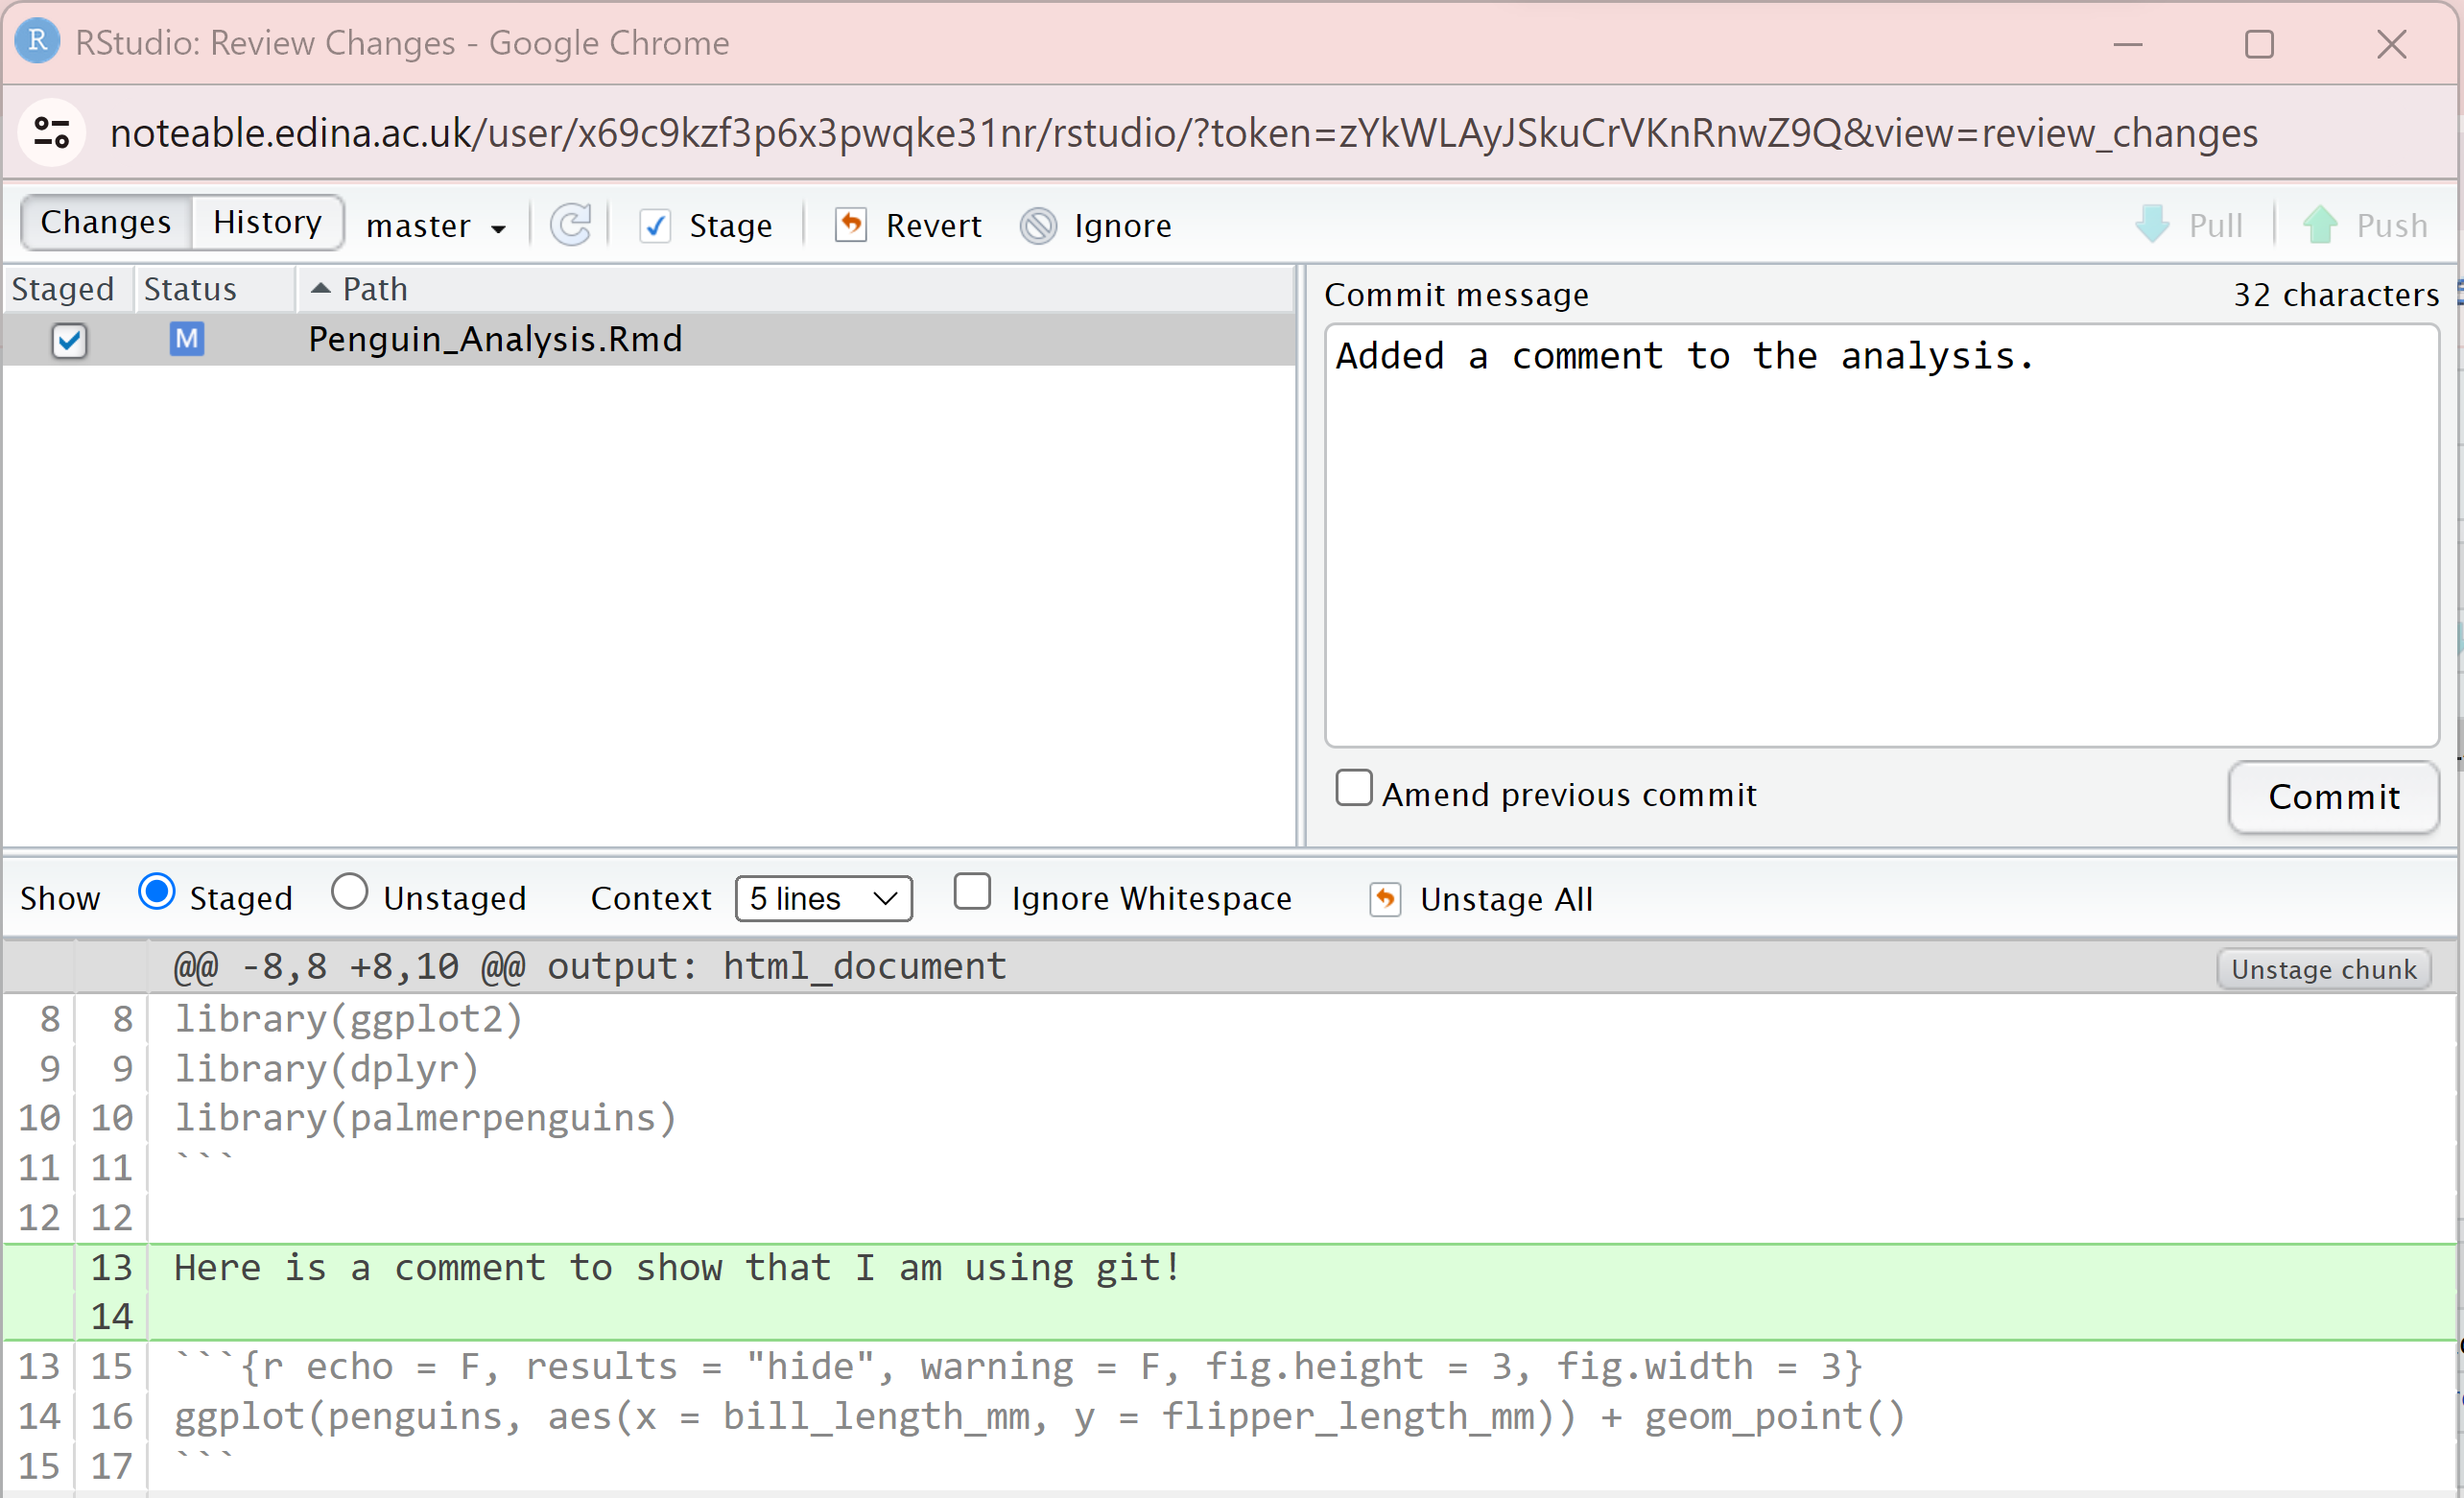 R RStudio: Review Changes - Google Chrome
noteable.edina.ac.uk/user/x69c9kzf3p6x3pwqke31nr/rstudio/?token=zYkWLAyJSkuCrVKnRnwZ9Q&view=review_changes
Changes History master Stage Revert Ignore Pull Push
Staged Status Path
M Penguin_Analysis.Rmd
Commit message 32 characters
Added a comment to the analysis.
Amend previous commit Commit
Show Staged Unstaged Context 5 lines Ignore Whitespace Unstage All
@@ -8,8 +8,10 @@ output: html_document Unstage chunk
8 8 library(ggplot2)
9 9 library(dplyr)
10 10 library(palmerpenguins)
11 11 ```
12 12
13 Here is a comment to show that I am using git!
14
13 15 ```{r echo = F, results = "hide", warning = F, fig.height = 3, fig.width = 3}
14 16 ggplot(penguins, aes(x = bill_length_mm, y = flipper_length_mm)) + geom_point()
15 17 ```